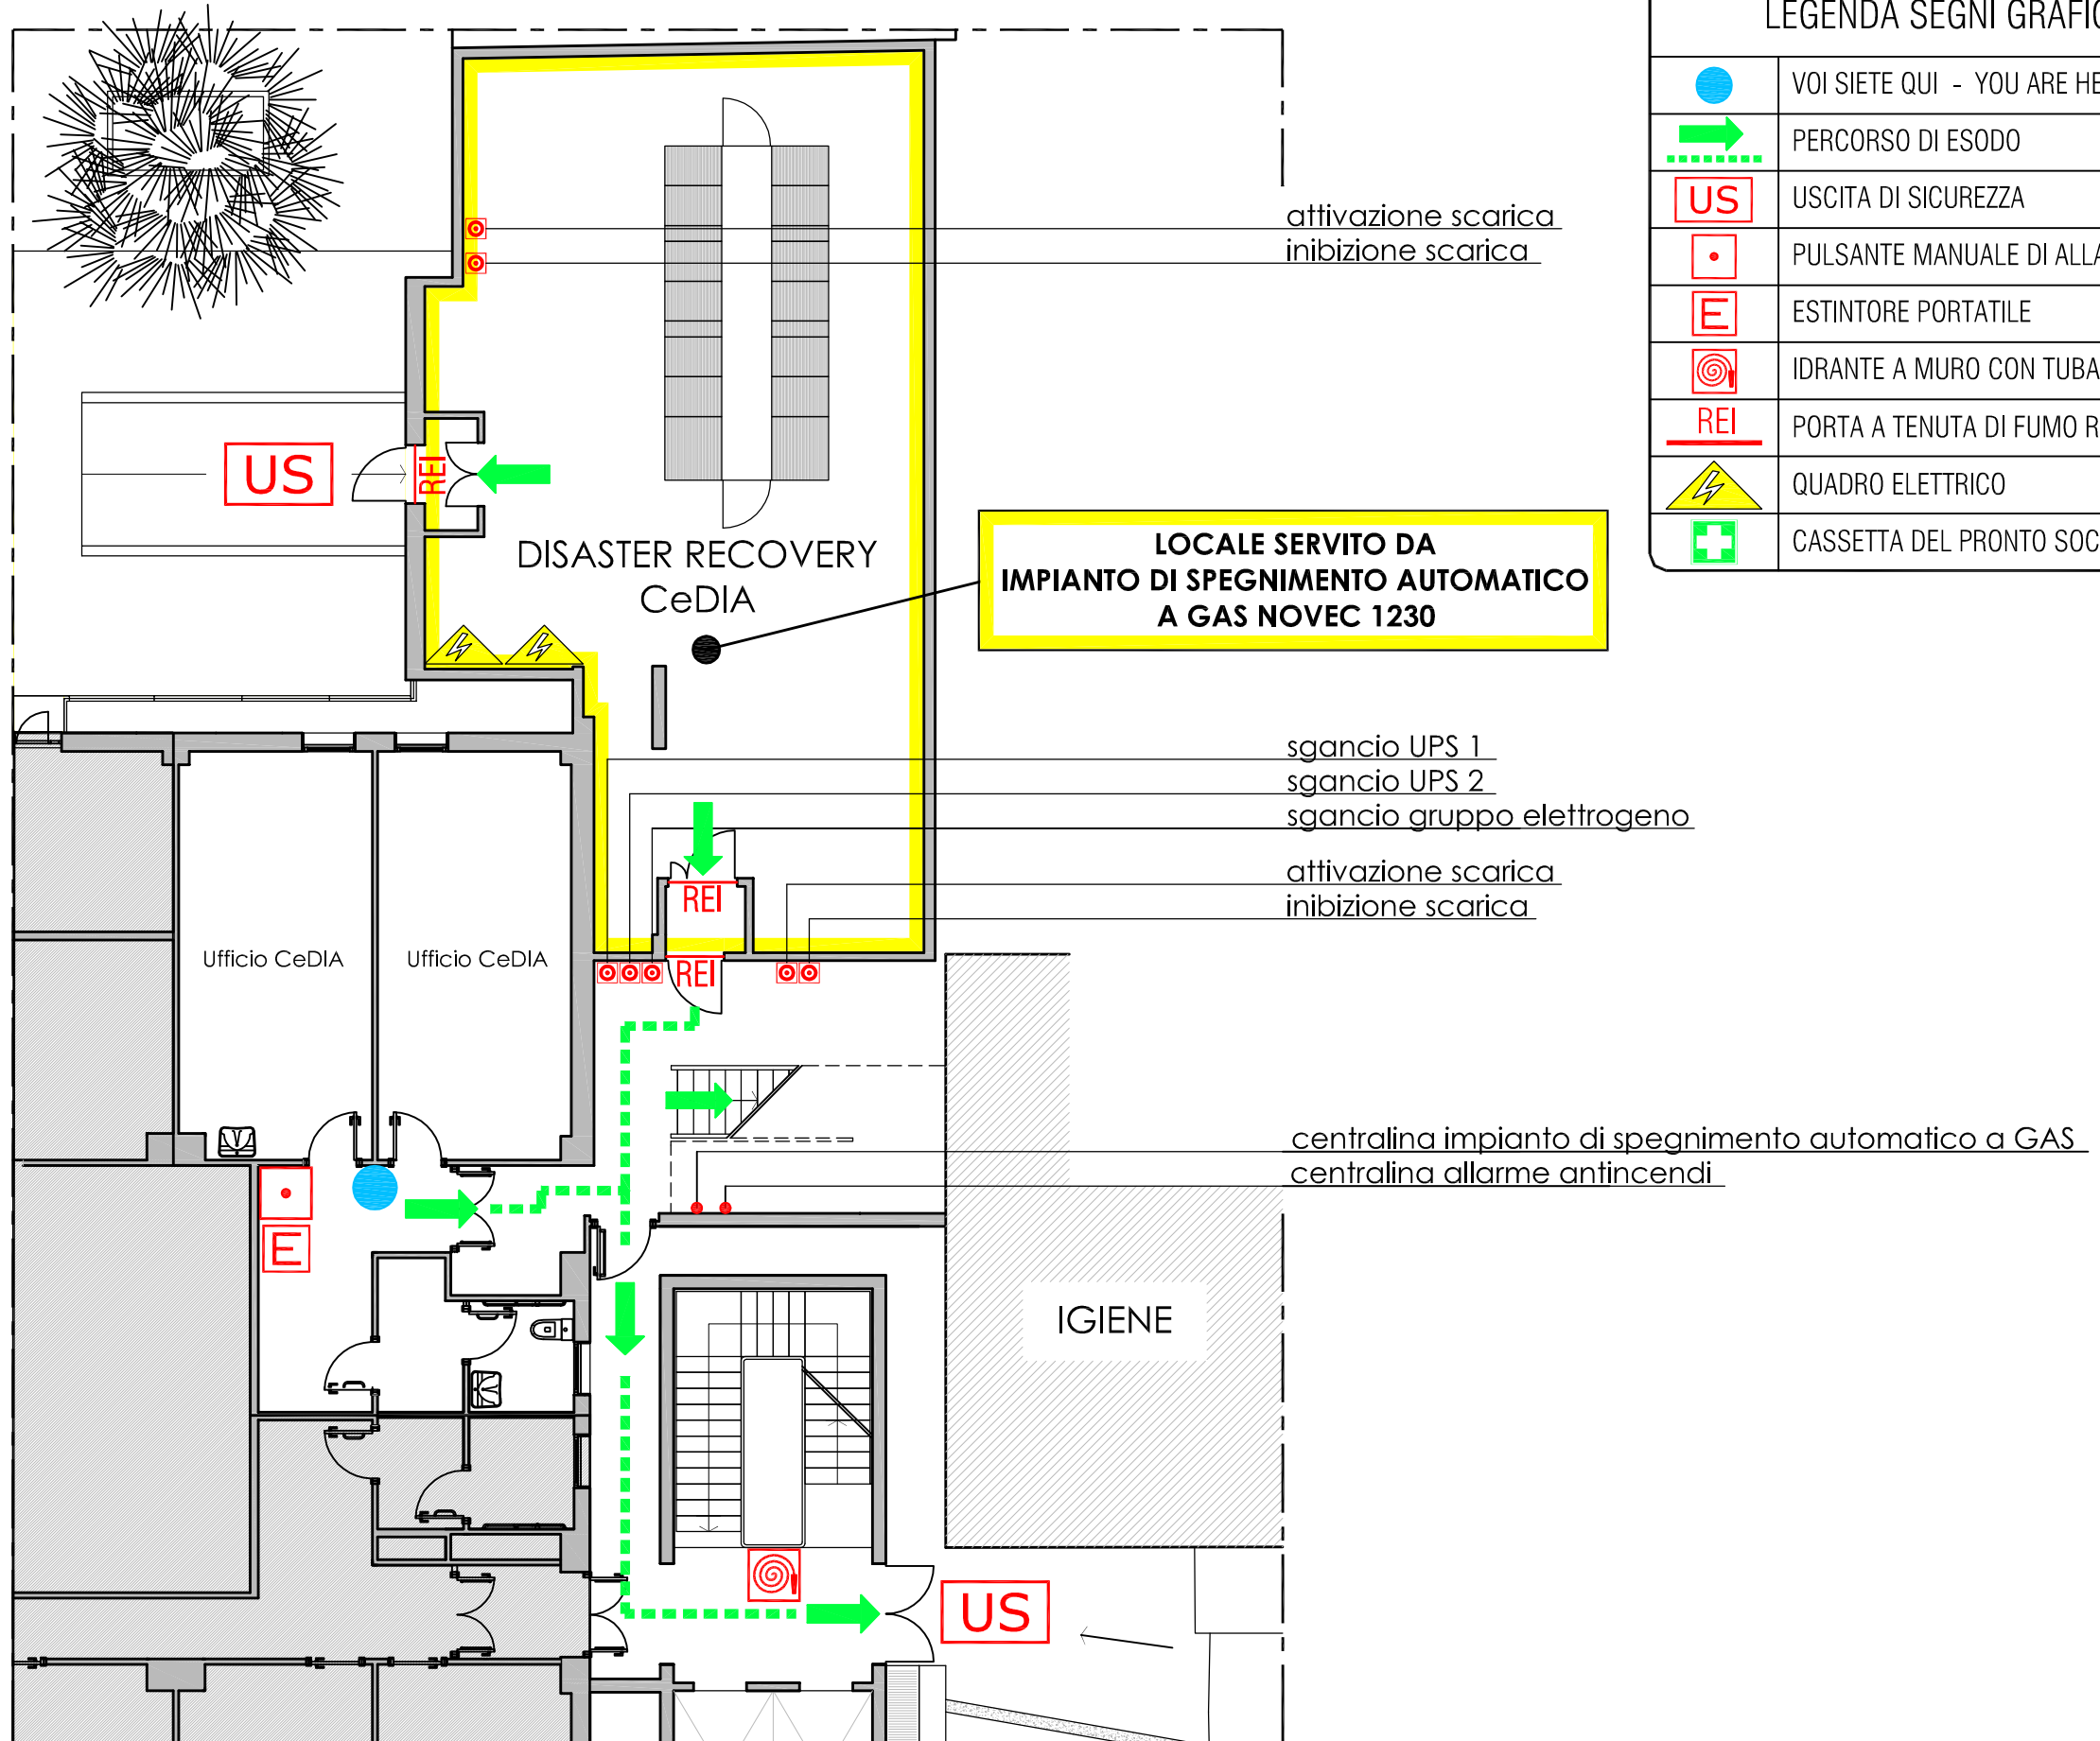 LEGENDA SEGNI GRAFIC
VOI SIETE QUI - YOU ARE HE
PERCORSO DI ESODO
US
USCITA DI SICUREZZA
PULSANTE MANUALE DI ALLA
E
ESTINTORE PORTATILE
IDRANTE A MURO CON TUBA
REI
PORTA A TENUTA DI FUMO R
QUADRO ELETTRICO
CASSETTA DEL PRONTO SOC
attivazione scarica
inibizione scarica
US
REI
DISASTER RECOVERY
CeDIA
LOCALE SERVITO DA
IMPIANTO DI SPEGNIMENTO AUTOMATICO
A GAS NOVEC 1230
sgancio UPS 1
sgancio UPS 2
sgancio gruppo elettrogeno
attivazione scarica
inibizione scarica
REI
REI
Ufficio CeDIA
Ufficio CeDIA
centralina impianto di spegnimento automatico a GAS
centralina allarme antincendi
E
IGIENE
US